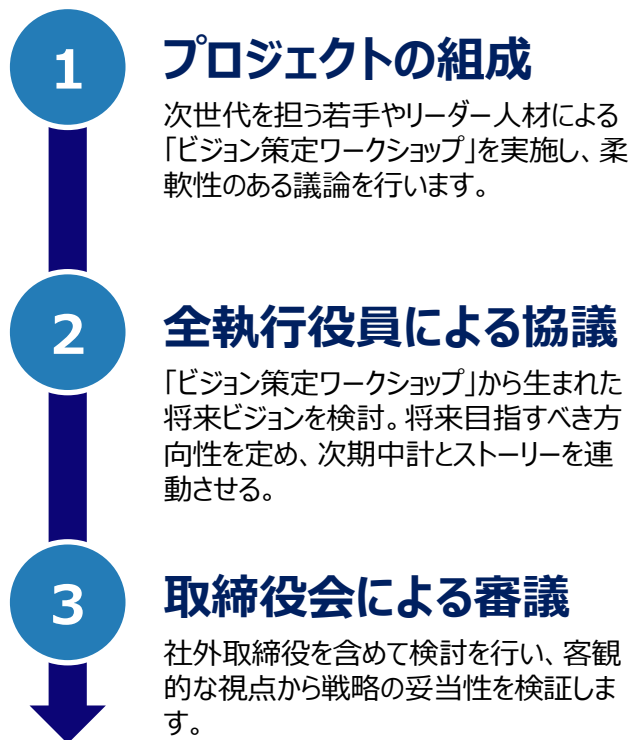 1
プロジェクトの組成
次世代を担う若手やリーダー人材による
「ビジョン策定ワークショップ」を実施し、柔
軟性のある議論を行います。
2
全執行役員による協議
「ビジョン策定ワークショップ」から生まれた
将来ビジョンを検討。将来目指すべき方
向性を定め、次期中計とストーリーを連
動させる。
3
取締役会による審議
社外取締役を含めて検討を行い、客観
的な視点から戦略の妥当性を検証しま
す。